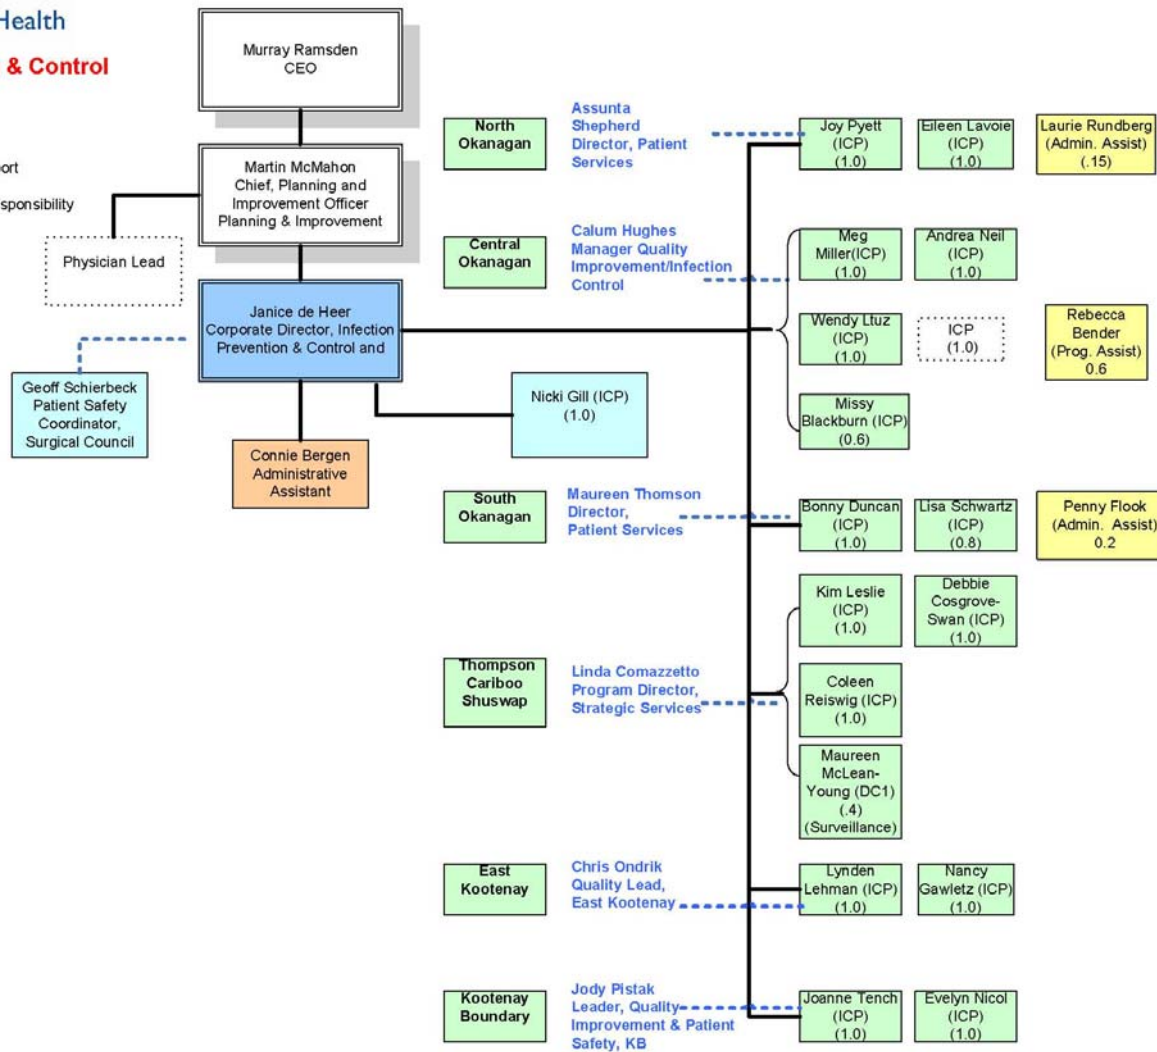 Health
& Control
port
sponsibility
Murray Ramsden
CEO
Martin McMahon
Chief, Planning and
Improvement Officer
Planning & Improvement
Physician Lead
Janice de Heer
Corporate Director, Infection
Prevention & Control and
Geoff Schierbeck
Patient Safety
Coordinator,
Surgical Council
Nicki Gill (ICP)
(1.0)
Connie Bergen
Administrative
Assistant
North
Okanagan
Assunta
Shepherd
Director, Patient
Services
Joy Pyett
(ICP)
(1.0)
Eileen Lavoie
(ICP)
(1.0)
Laurie Rundberg
(Admin. Assist)
(.15)
Central
Okanagan
Calum Hughes
Manager Quality
Improvement/Infection
Control
Meg
Miller(ICP)
(1.0)
Andrea Neil
(ICP)
(1.0)
Wendy Ltuz
(ICP)
(1.0)
ICP
(1.0)
Rebecca
Bender
(Prog. Assist)
0.6
Missy
Blackburn (ICP)
(0.6)
South
Okanagan
Maureen Thomson
Director,
Patient Services
Bonny Duncan
(ICP)
(1.0)
Lisa Schwartz
(ICP)
(0.8)
Penny Flook
(Admin. Assist)
0.2
Thompson
Cariboo
Shuswap
Linda Comazzetto
Program Director,
Strategic Services
Kim Leslie
(ICP)
(1.0)
Debbie
Cosgrove-
Swan (ICP)
(1.0)
Coleen
Reiswig (ICP)
(1.0)
Maureen
McLean-
Young (DC1)
(.4)
(Surveillance)
East
Kootenay
Chris Ondrik
Quality Lead,
East Kootenay
Lynden
Lehman (ICP)
(1.0)
Nancy
Gawletz (ICP)
(1.0)
Kootenay
Boundary
Jody Pistak
Leader, Quality
Improvement & Patient
Safety, KB
Joanne Tench
(ICP)
(1.0)
Evelyn Nicol
(ICP)
(1.0)